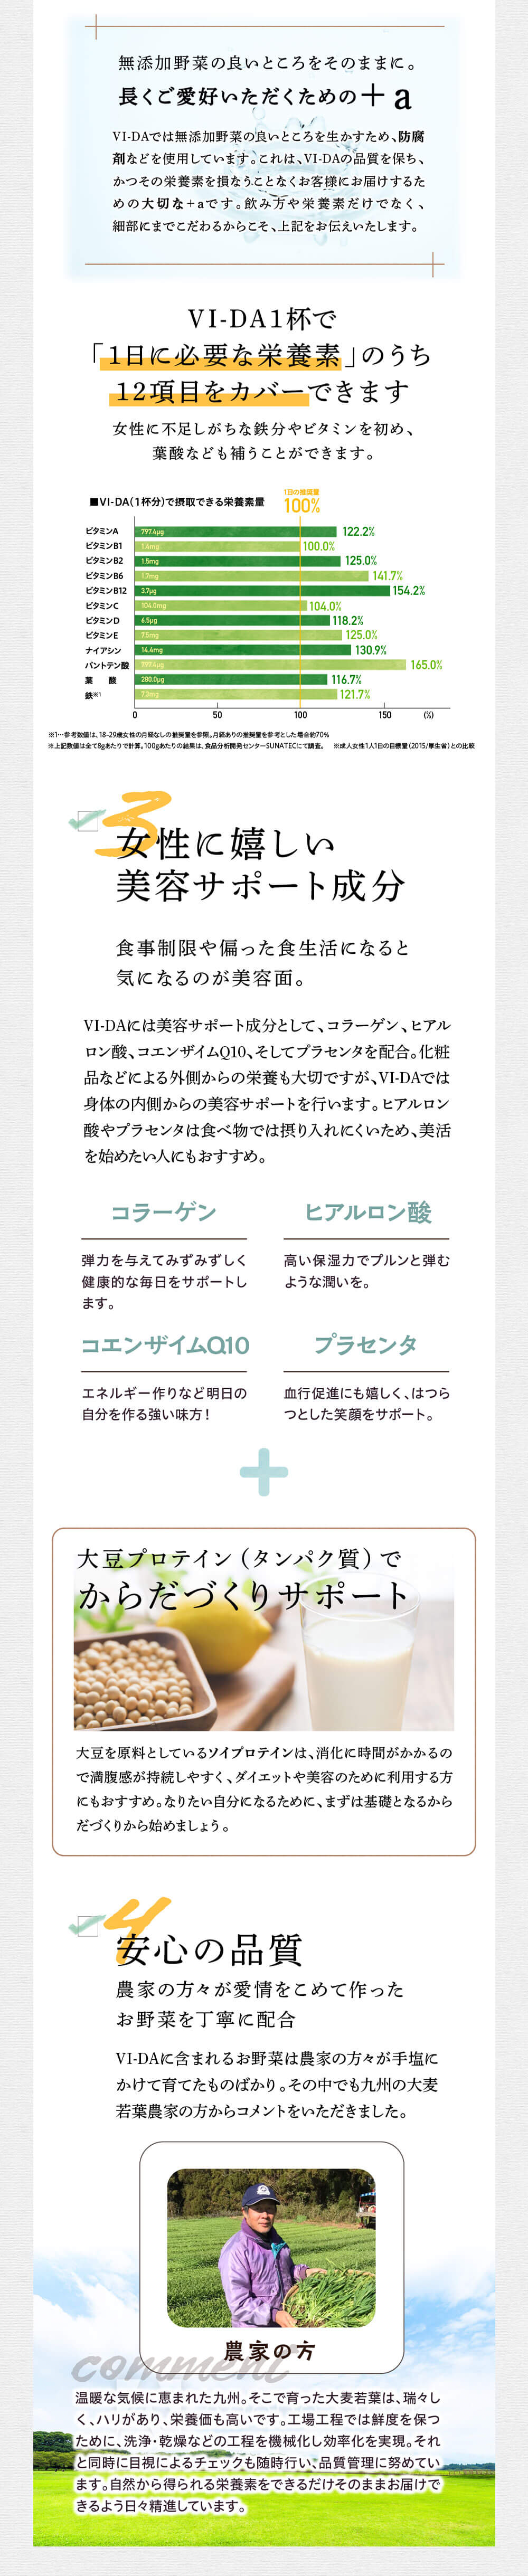 無添加野菜の良いところをそのままに。
長くご愛好いただくための＋a
VI-DAでは無添加野菜の良いところを生かすため、防腐
剤などを使用しています。これは、VI-DAの品質を保ち、
かつその栄養素を損なうことなくお客様にお届けするた
めの大切な+aです。飲み方や栄養素だけでなく、
細部にまでこだわるからこそ、上記をお伝えいたします。
VI-DA1杯で
「1日に必要な栄養素」のうち
12項目をカバーできます
女性に不足しがちな鉄分やビタミンを初め、
葉酸なども補うことができます。
■VI-DA（1杯分）で摂取できる栄養素量
1日の推奨量
100%
ビタミンA 797.4μg 122.2%
ビタミンB1 1.4mg 100.0%
ビタミンB2 1.5mg 125.0%
ビタミンB6 1.7mg 141.7%
ビタミンB12 3.7μg 154.2%
ビタミンC 104.0mg 104.0%
ビタミンD 6.5μg 118.2%
ビタミンE 7.5mg 125.0%
ナイアシン 14.4mg 130.9%
パントテン酸 165.0%
葉 酸 280.0μg 116.7%
鉄※1 7.3mg 121.7%
0 50 100 150 (%)
※1…参考数値は、18-29歳女性の月経なしの推奨量を参照。月経ありの推奨量を参考とした場合約70%
※上記数値は全て8gあたりで計算。100gあたりの結果は、食品分析開発センターSUNATECにて調査。 ※成人女性1人1日の目標量（2015/厚生省）との比較
3
女性に嬉しい
美容サポート成分
食事制限や偏った食生活になると
気になるのが美容面。
VI-DAには美容サポート成分として、コラーゲン、ヒアル
ロン酸、コエンザイムQ10、そしてプラセンタを配合。化粧
品などによる外側からの栄養も大切ですが、VI-DAでは
身体の内側からの美容サポートを行います。ヒアルロン
酸やプラセンタは食べ物では摂り入れにくいため、美活
を始めたい人にもおすすめ。
コラーゲン
弾力を与えてみずみずしく
健康的な毎日をサポートし
ます。
ヒアルロン酸
高い保湿力でプルンと弾む
ような潤いを。
コエンザイムQ10
エネルギー作りなど明日の
自分を作る強い味方！
プラセンタ
血行促進にも嬉しく、はつら
つとした笑顔をサポート。
大豆プロテイン（タンパク質）で
からだづくりサポート
大豆を原料としているソイプロテインは、消化に時間がかかるの
で満腹感が持続しやすく、ダイエットや美容のために利用する方
にもおすすめ。なりたい自分になるために、まずは基礎となるから
だづくりから始めましょう。
4
安心の品質
農家の方々が愛情をこめて作った
お野菜を丁寧に配合
VI-DAに含まれるお野菜は農家の方々が手塩に
かけて育てたものばかり。その中でも九州の大麦
若葉農家の方からコメントをいただきました。
農家の方
comment
温暖な気候に恵まれた九州。そこで育った大麦若葉は、瑞々し
く、ハリがあり、栄養価も高いです。工場工程では鮮度を保つ
ために、洗浄・乾燥などの工程を機械化し効率化を実現。それ
と同時に目視によるチェックも随時行い、品質管理に努めてい
ます。自然から得られる栄養素をできるだけそのままお届けで
きるよう日々精進しています。